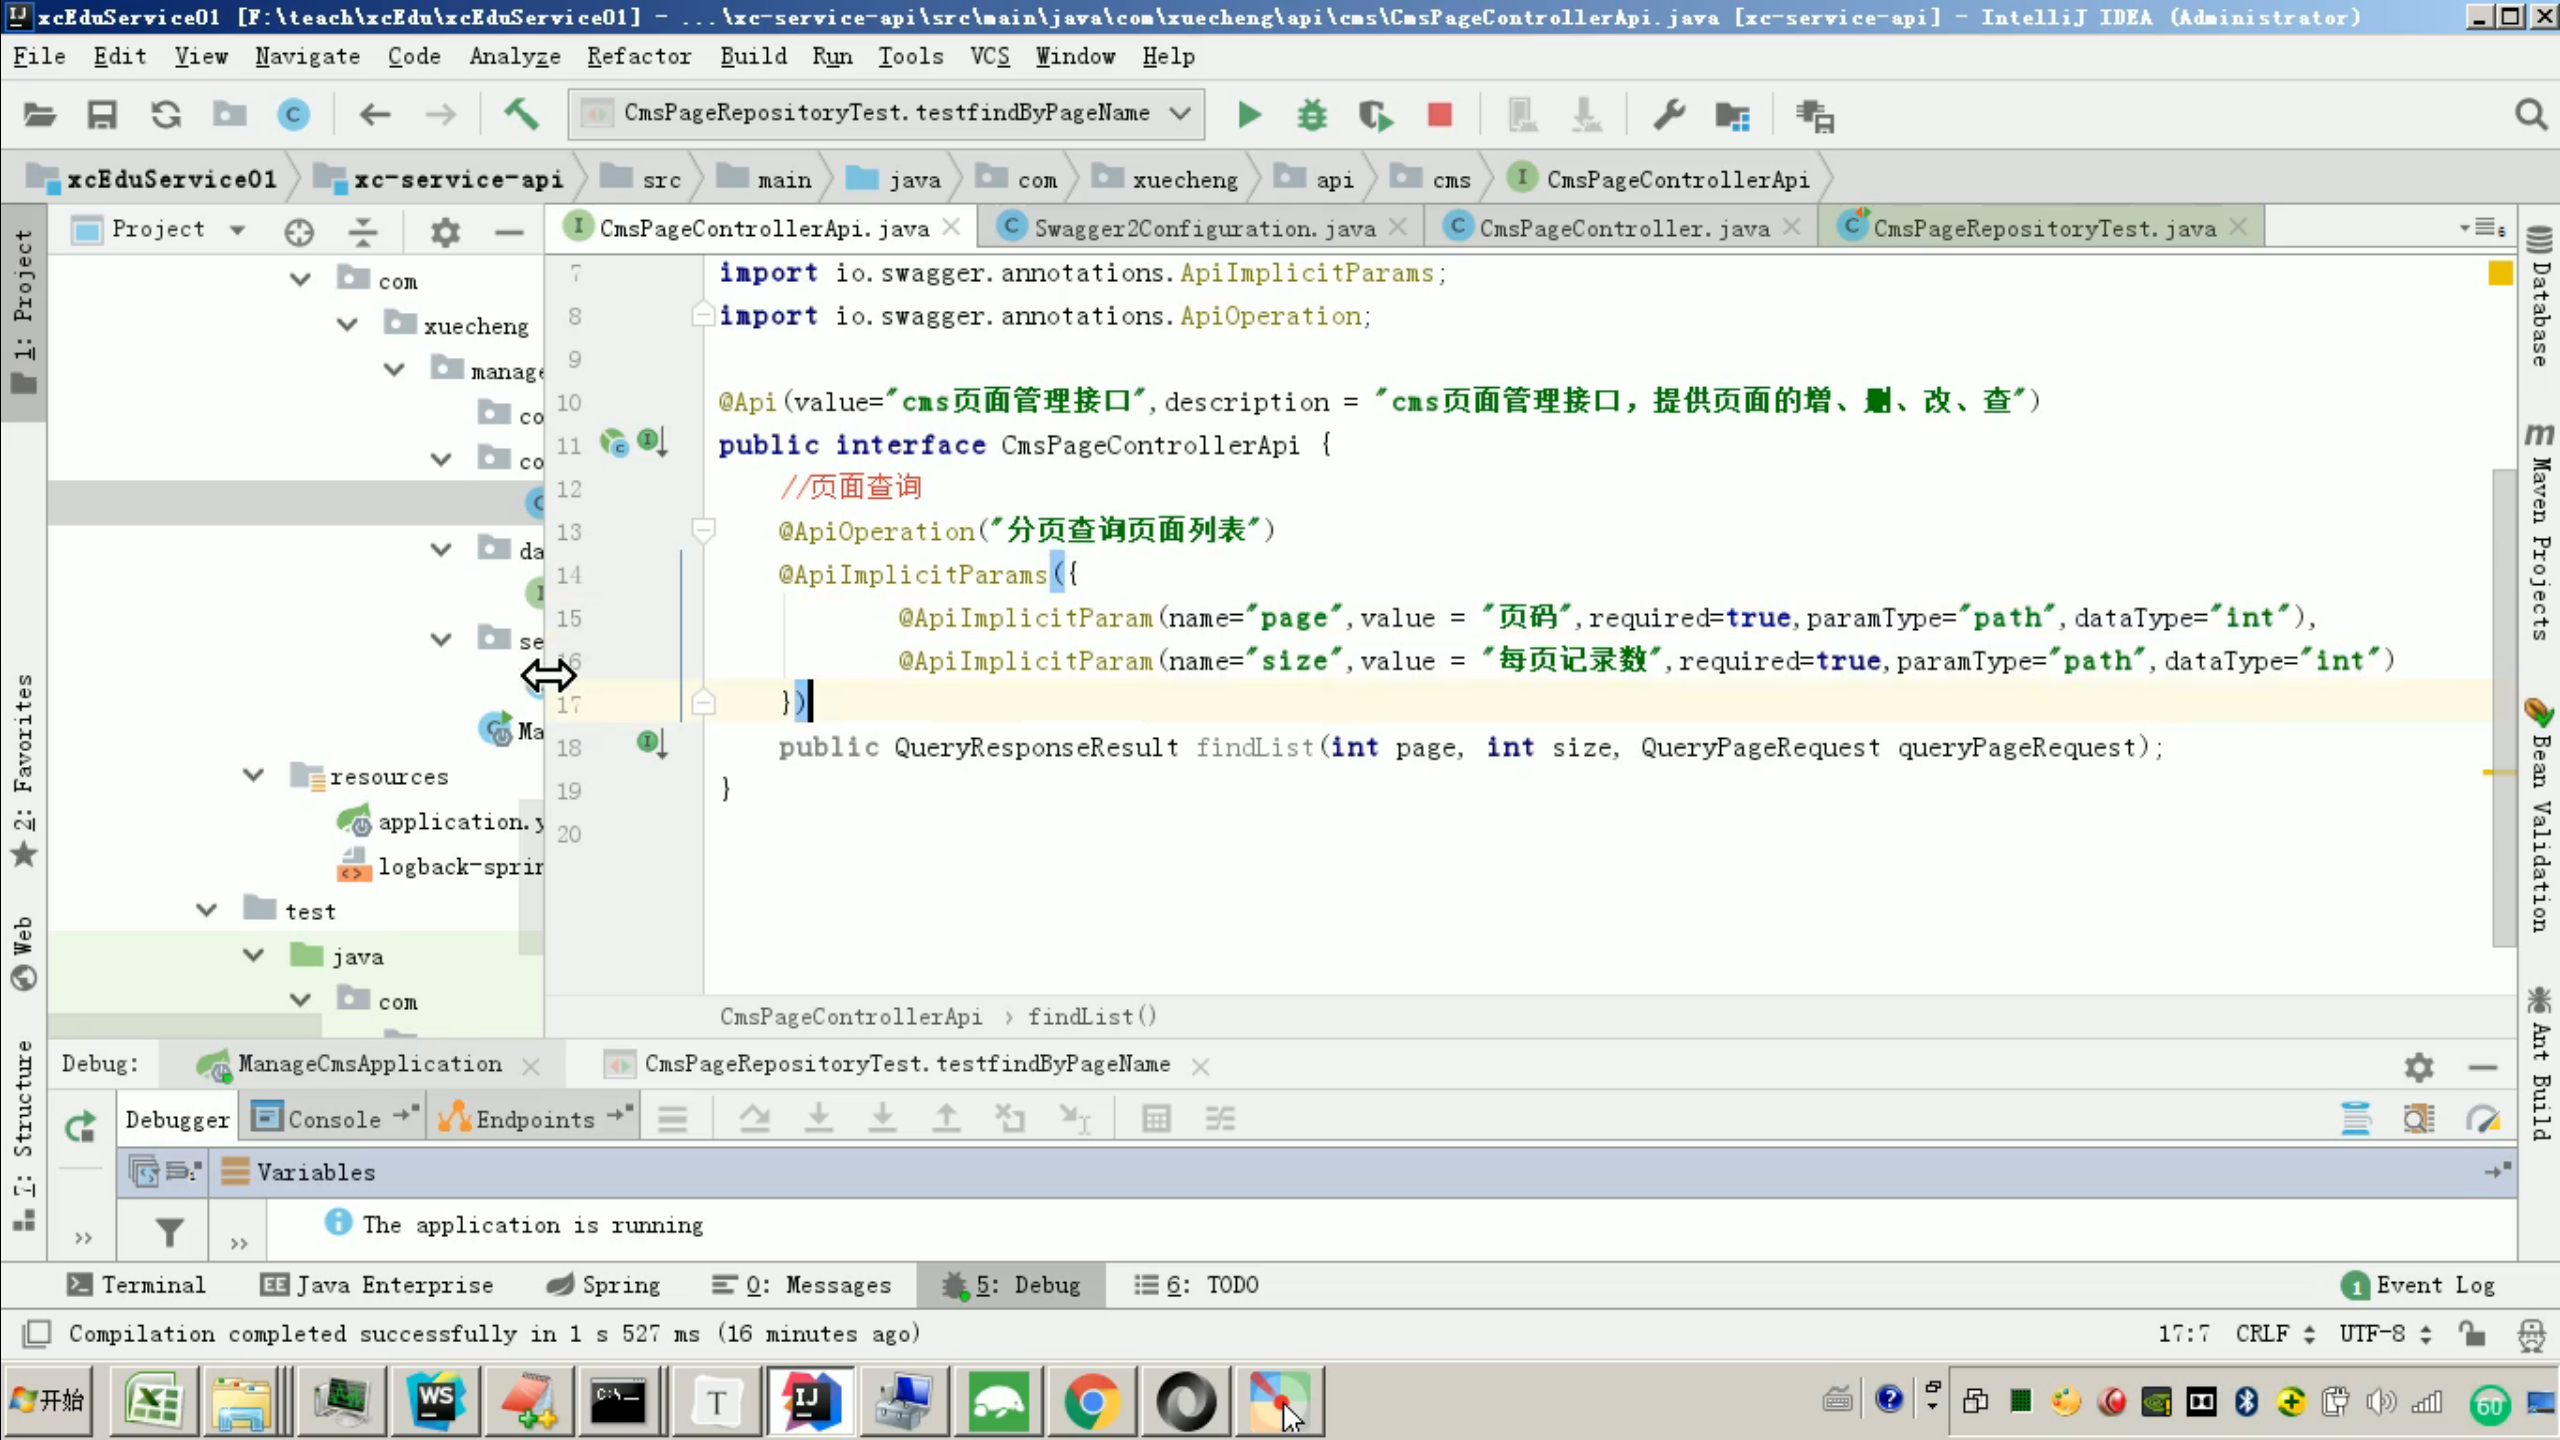 xcEduService01 [F:\teach\xcEdu\xcEduService01] - ...\xc-service-api\src\main\java\com\xuecheng\api\cms\CmsPageControllerApi.java [xc-service-api] - IntelliJ IDEA (Administrator)
File Edit View Navigate Code Analyze Refactor Build Run Tools VCS Window Help
CmsPageRepositoryTest.testfindByPageName
xcEduService01 xc-service-api src main java com xuecheng api cms CmsPageControllerApi
Project
CmsPageControllerApi.java Swagger2Configuration.java CmsPageController.java CmsPageRepositoryTest.java
1: Project
2: Favorites
Web
7: Structure
com
xuecheng
manage
co
co
da
se
Ma
resources
application.y
logback-sprin
test
java
com
7 import io.swagger.annotations.ApiImplicitParams;
8 import io.swagger.annotations.ApiOperation;
9
10 @Api(value="cms页面管理接口",description = "cms页面管理接口，提供页面的增、删、改、查")
11 public interface CmsPageControllerApi {
12 //页面查询
13 @ApiOperation("分页查询页面列表")
14 @ApiImplicitParams({
15 @ApiImplicitParam(name="page",value = "页码",required=true,paramType="path",dataType="int"),
16 @ApiImplicitParam(name="size",value = "每页记录数",required=true,paramType="path",dataType="int")
17 })
18 public QueryResponseResult findList(int page, int size, QueryPageRequest queryPageRequest);
19 }
20
CmsPageControllerApi › findList()
Database
Maven Projects
Bean Validation
Ant Build
Debug: ManageCmsApplication CmsPageRepositoryTest.testfindByPageName
Debugger Console Endpoints
Variables
The application is running
Terminal Java Enterprise Spring 0: Messages 5: Debug 6: TODO 1 Event Log
Compilation completed successfully in 1 s 527 ms (16 minutes ago) 17:7 CRLF UTF-8
开始
60